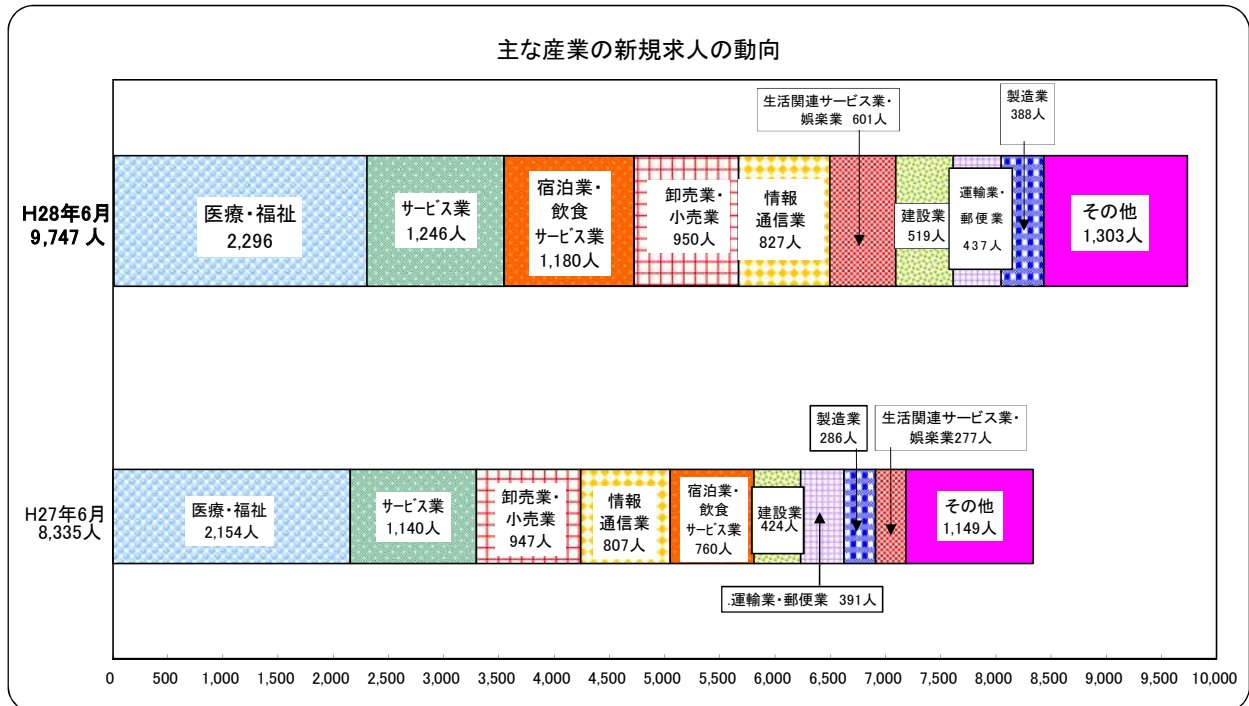 主な産業の新規求人の動向
生活関連サービス業・
娯楽業 601人
製造業
388人
H28年6月
9,747 人
医療・福祉
2,296
サービス業
1,246人
宿泊業・
飲食
サービス業
1,180人
卸売業・
小売業
950人
情報
通信業
827人
建設業
519人
運輸業・
郵便業
437人
その他
1,303人
製造業
286人
生活関連サービス業・
娯楽業277人
H27年6月
8,335人
医療・福祉
2,154人
サービス業
1,140人
卸売業・
小売業
947人
情報
通信業
807人
宿泊業・
飲食
サービス業
760人
建設業
424人
その他
1,149人
.運輸業・郵便業 391人
0 500 1,000 1,500 2,000 2,500 3,000 3,500 4,000 4,500 5,000 5,500 6,000 6,500 7,000 7,500 8,000 8,500 9,000 9,500 10,000